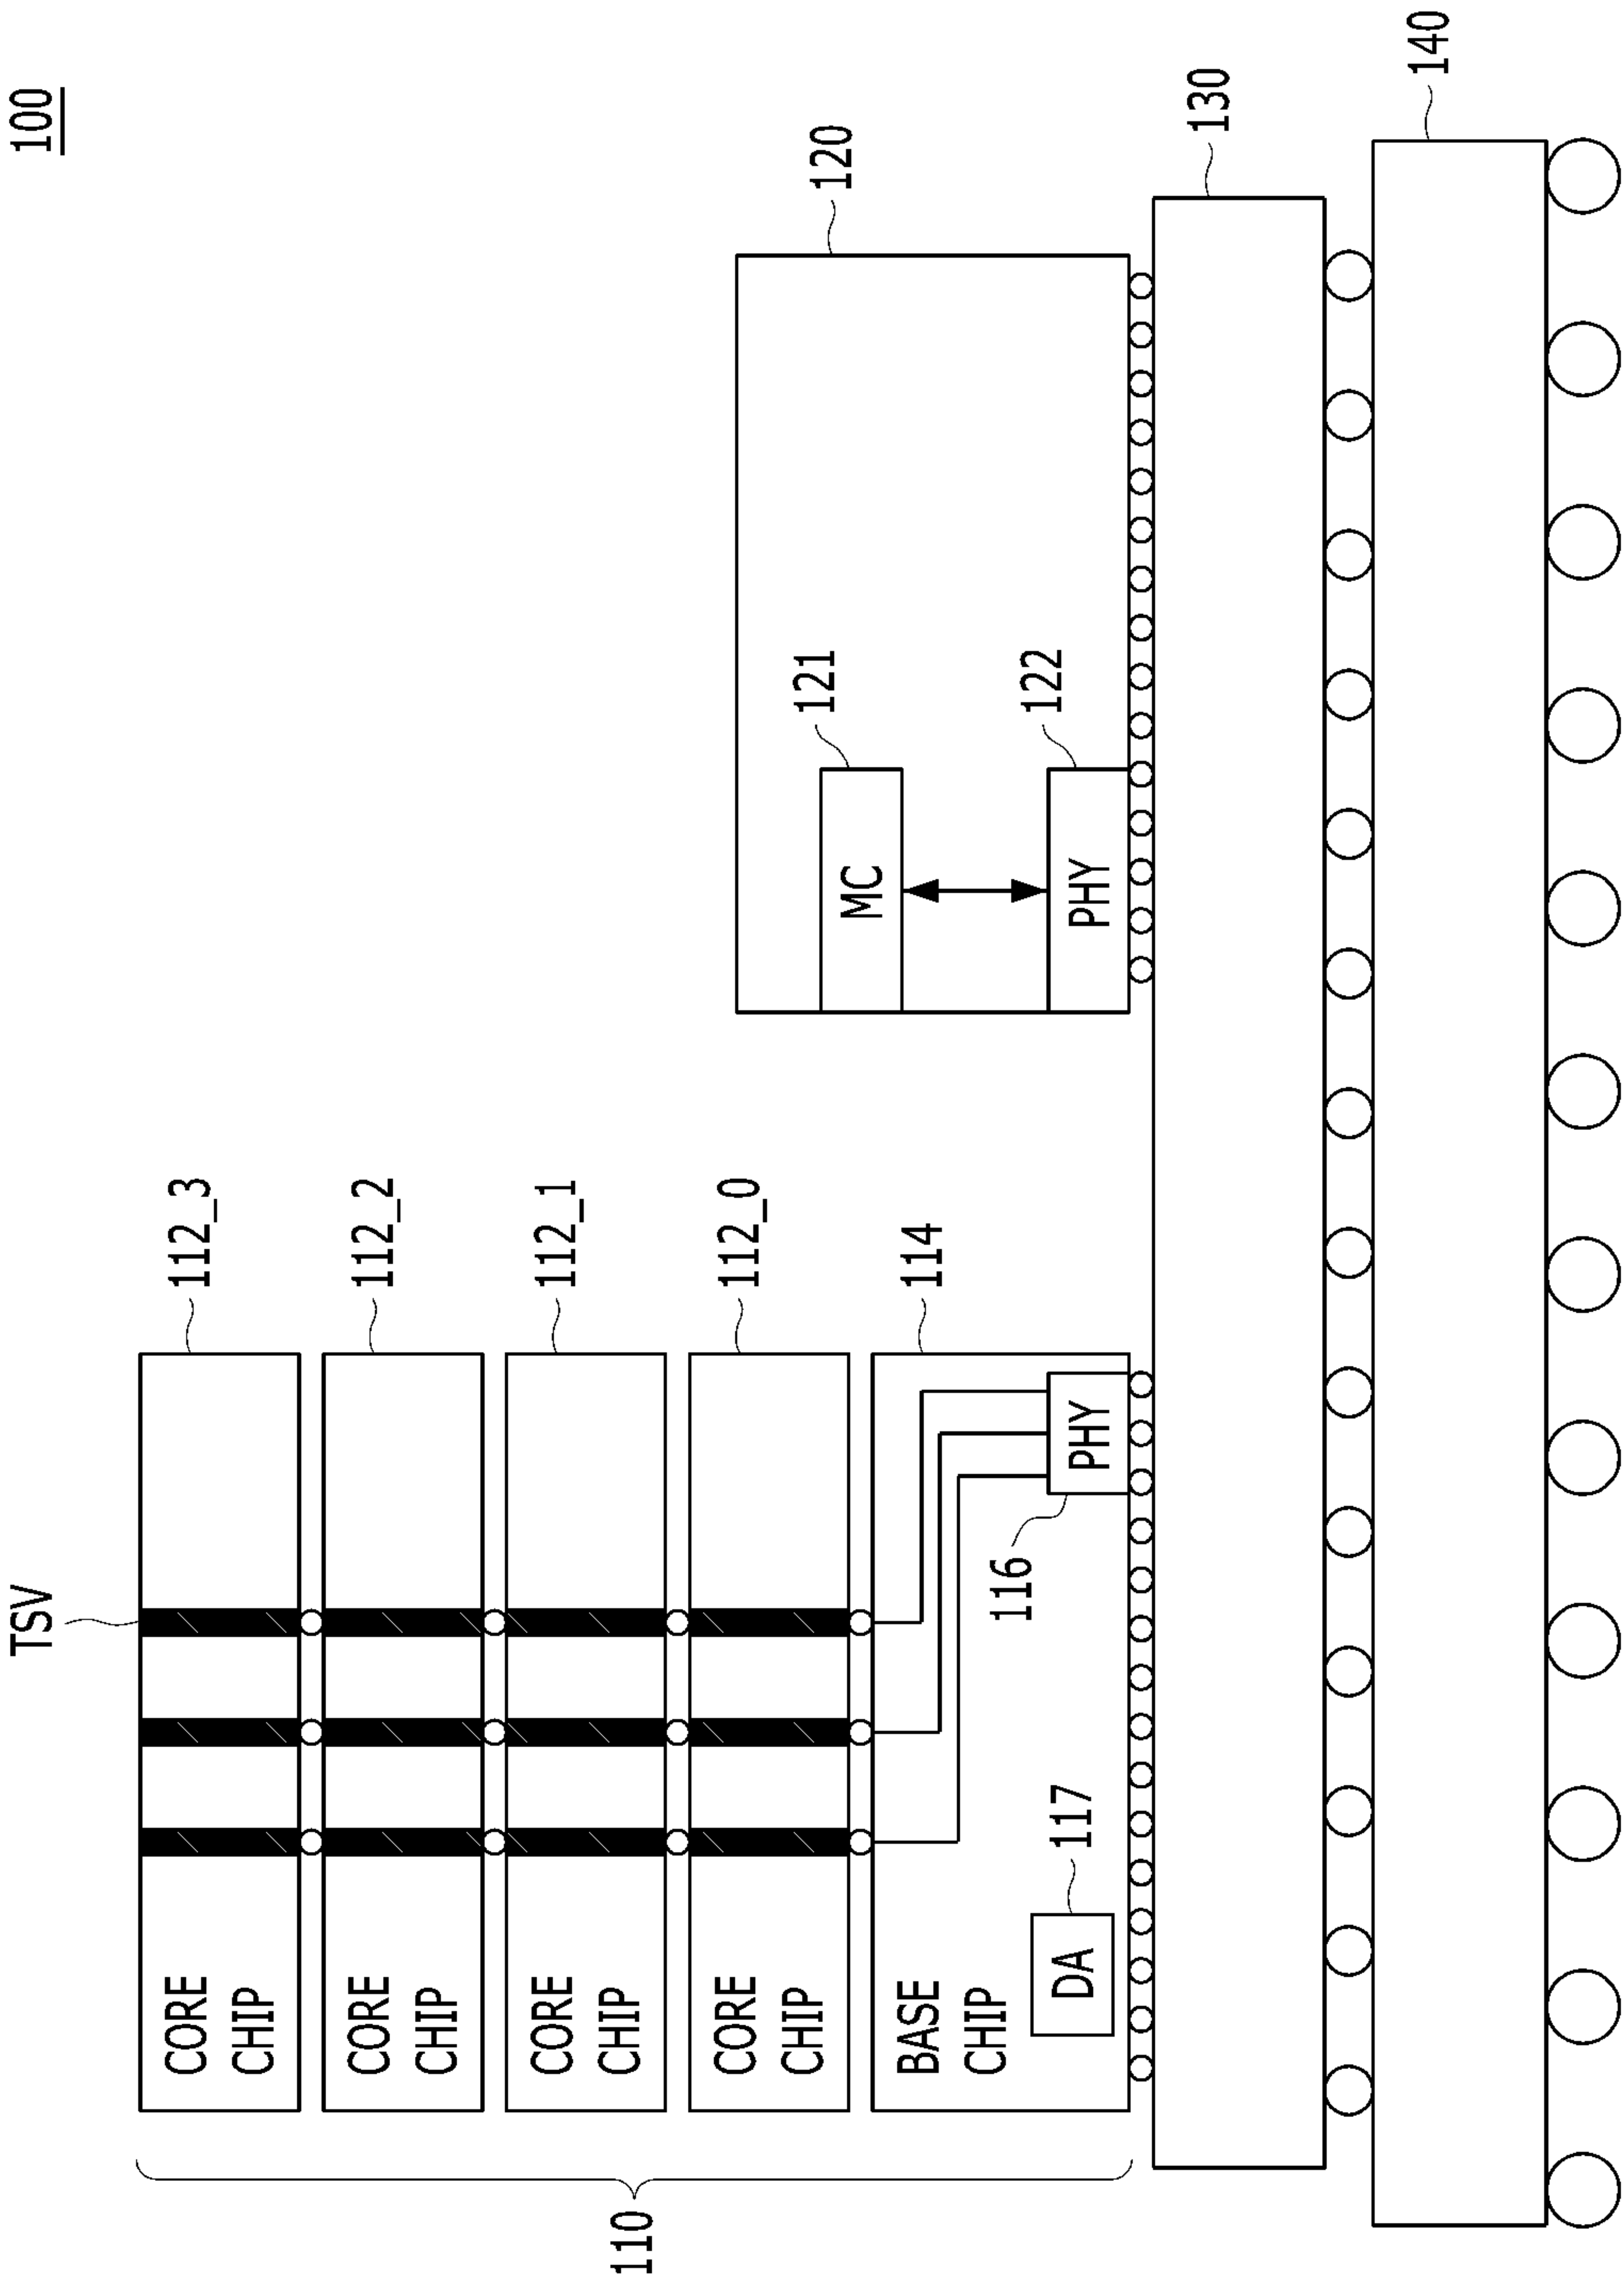 100
TSV
CORE
CHIP
112_3
CORE
CHIP
112_2
CORE
CHIP
112_1
CORE
CHIP
112_0
BASE
CHIP
114
DA
117
PHY
116
110
120
MC
121
PHY
122
130
140